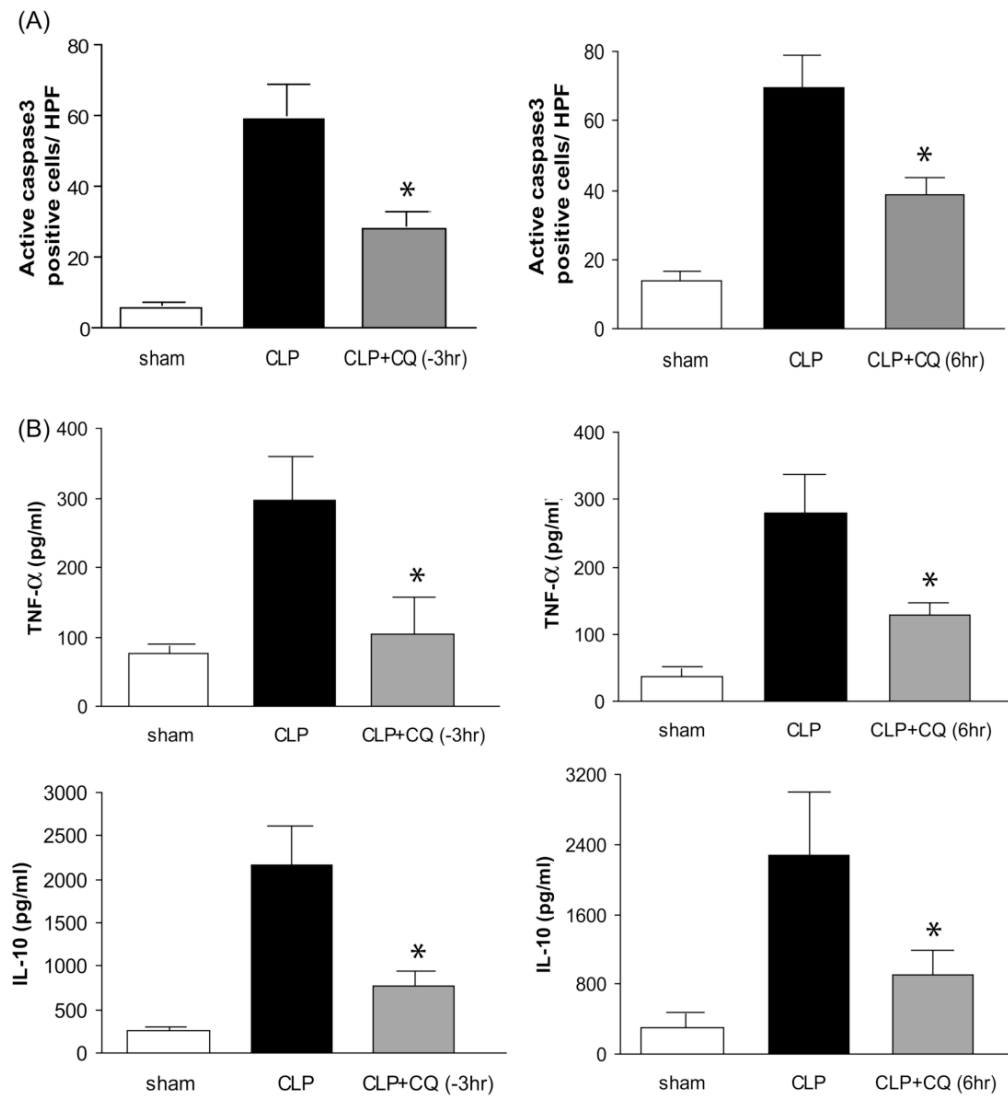 (A)
Active caspase3
positive cells/ HPF
80
60
40
20
0
*
sham
CLP
CLP+CQ (-3hr)
Active caspase3
positive cells/ HPF
80
60
40
20
0
*
sham
CLP
CLP+CQ (6hr)
(B)
TNF-α (pg/ml)
400
300
200
100
0
*
sham
CLP
CLP+CQ (-3hr)
TNF-α (pg/ml)
400
300
200
100
0
*
sham
CLP
CLP+CQ (6hr)
IL-10 (pg/ml)
3000
2500
2000
1500
1000
500
0
*
sham
CLP
CLP+CQ (-3hr)
IL-10 (pg/ml)
3200
2400
1600
800
0
*
sham
CLP
CLP+CQ (6hr)